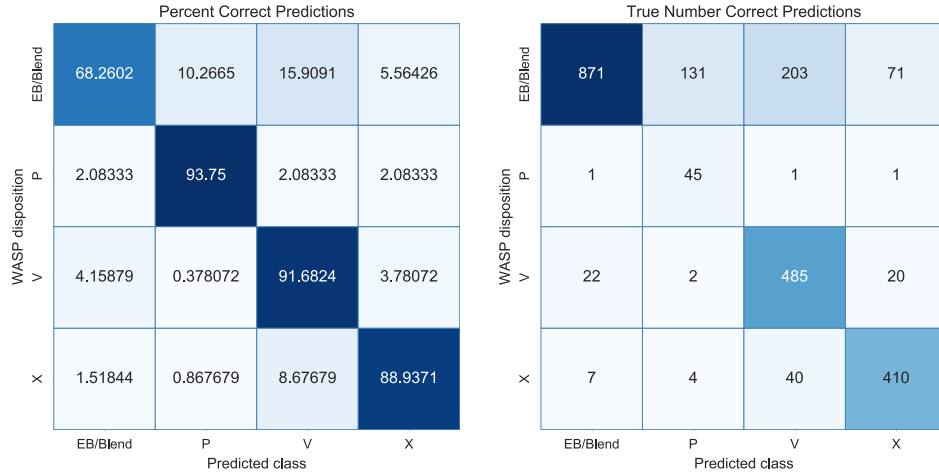 Percent Correct Predictions
EB/Blend 68.2602 10.2665 15.9091 5.56426
P 2.08333 93.75 2.08333 2.08333
V 4.15879 0.378072 91.6824 3.78072
X 1.51844 0.867679 8.67679 88.9371
WASP disposition
EB/Blend P V X
Predicted class
True Number Correct Predictions
EB/Blend 871 131 203 71
P 1 45 1 1
V 22 2 485 20
X 7 4 40 410
WASP disposition
EB/Blend P V X
Predicted class